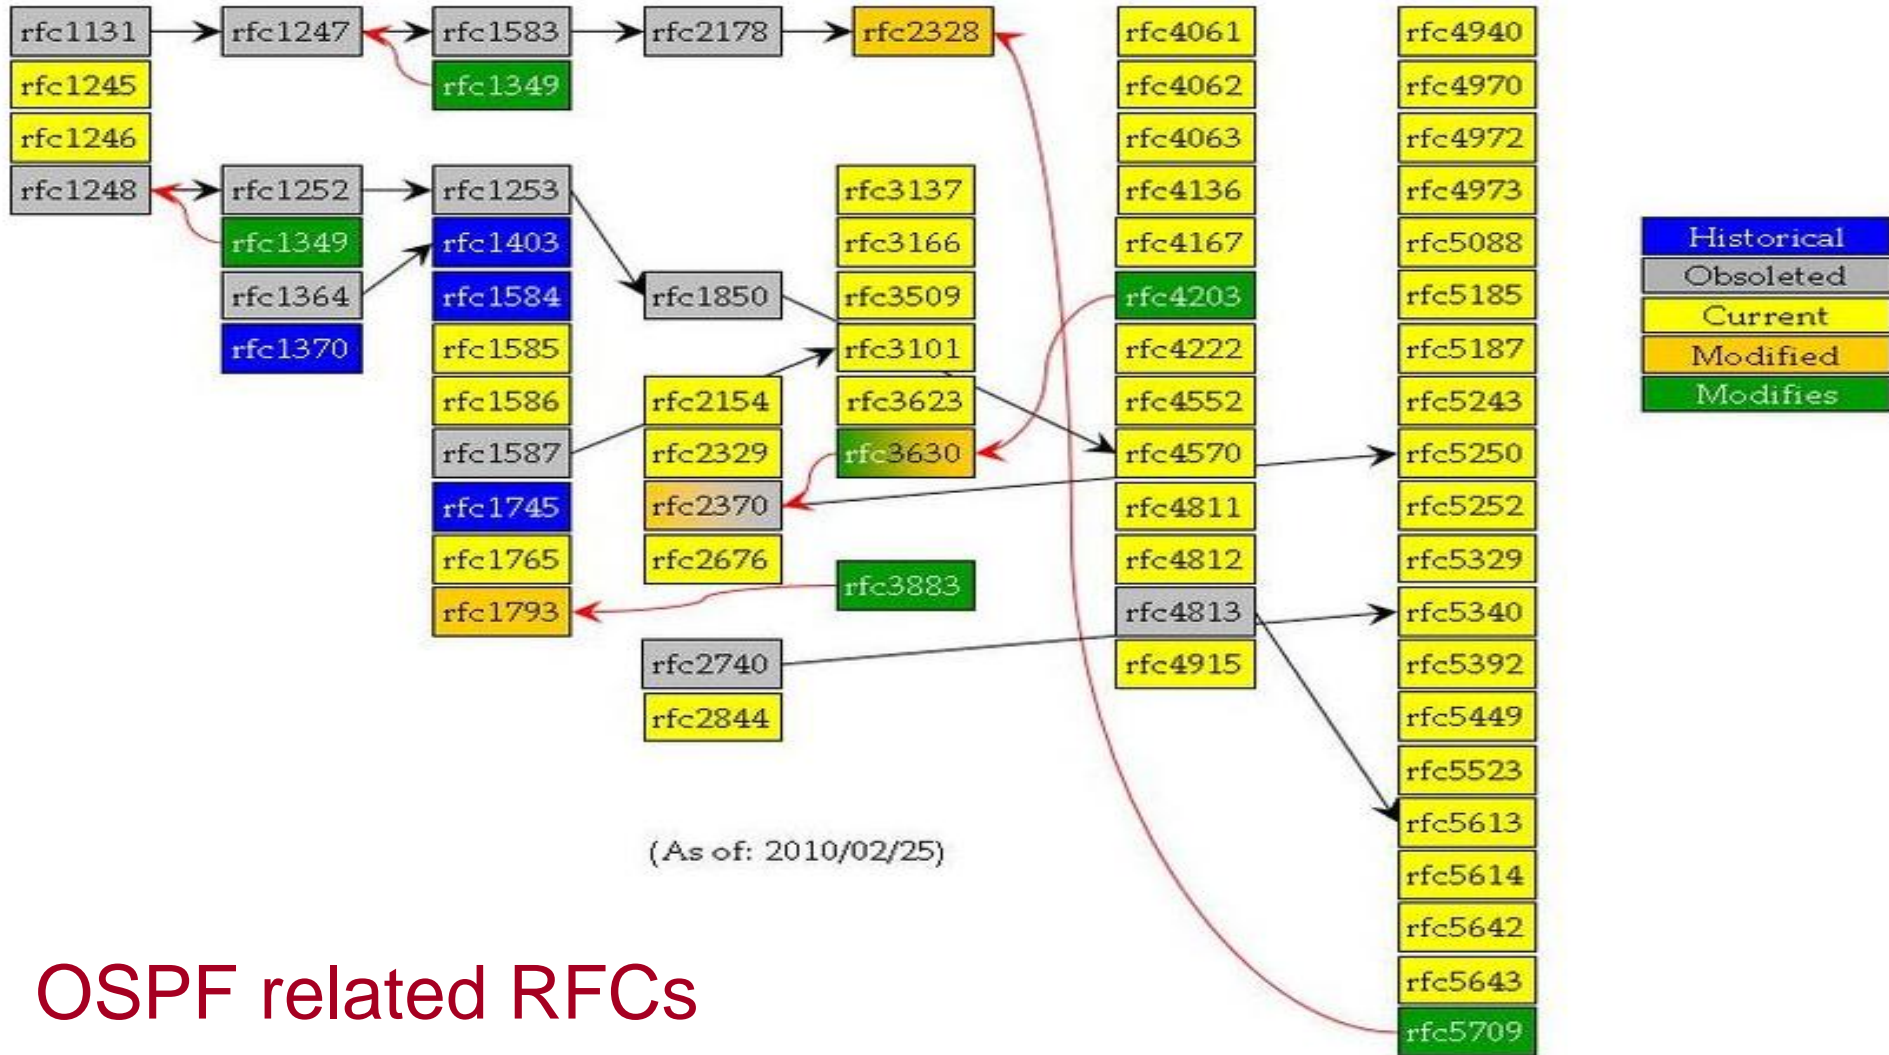 rfc1131 rfc1247 rfc1583 rfc2178 rfc2328 rfc4061 rfc4940
rfc1245 rfc1349 rfc4062 rfc4970
rfc1246 rfc4063 rfc4972
rfc1248 rfc1252 rfc1253 rfc3137 rfc4136 rfc4973
rfc1349 rfc1403 rfc3166 rfc4167 rfc5088 Historical
rfc1364 rfc1584 rfc1850 rfc3509 rfc4203 rfc5185 Obsoleted
rfc1370 rfc1585 rfc3101 rfc4222 rfc5187 Current
Modified
rfc1586 rfc2154 rfc3623 rfc4552 rfc5243 Modifies
rfc1587 rfc2329 rfc3630 rfc4570 rfc5250
rfc1745 rfc2370 rfc4811 rfc5252
rfc1765 rfc2676 rfc3883 rfc4812 rfc5329
rfc1793 rfc4813 rfc5340
rfc2740 rfc4915 rfc5392
rfc2844 rfc5449
rfc5523
rfc5613
(As of: 2010/02/25)
rfc5614
rfc5642
rfc5643
OSPF related RFCs
rfc5709